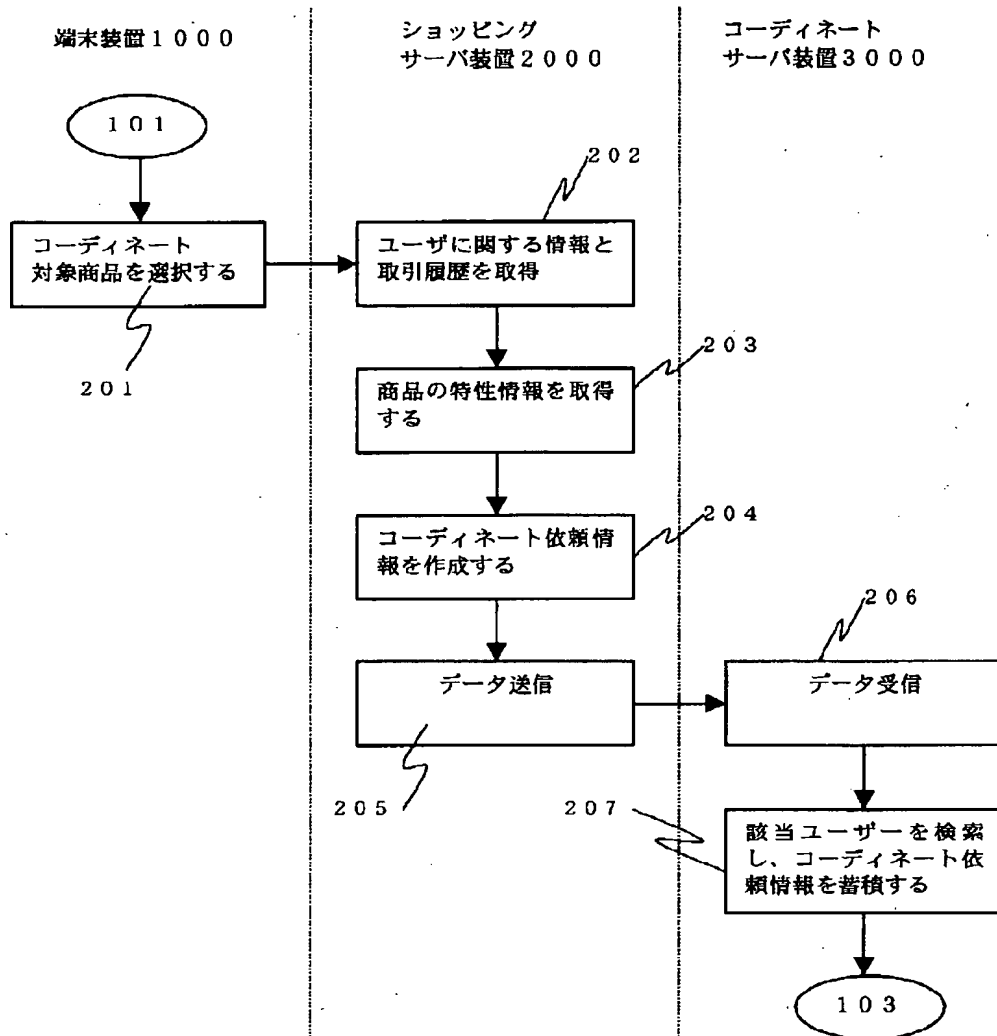 端末装置１０００
ショッピング
サーバ装置２０００
コーディネート
サーバ装置３０００
１０１
２０２
コーディネート
対象商品を選択する
ユーザに関する情報と
取引履歴を取得
２０１
２０３
商品の特性情報を取得
する
２０４
コーディネート依頼情
報を作成する
２０６
データ送信
データ受信
２０５
２０７
該当ユーザーを検索
し、コーディネート依
頼情報を蓄積する
１０３